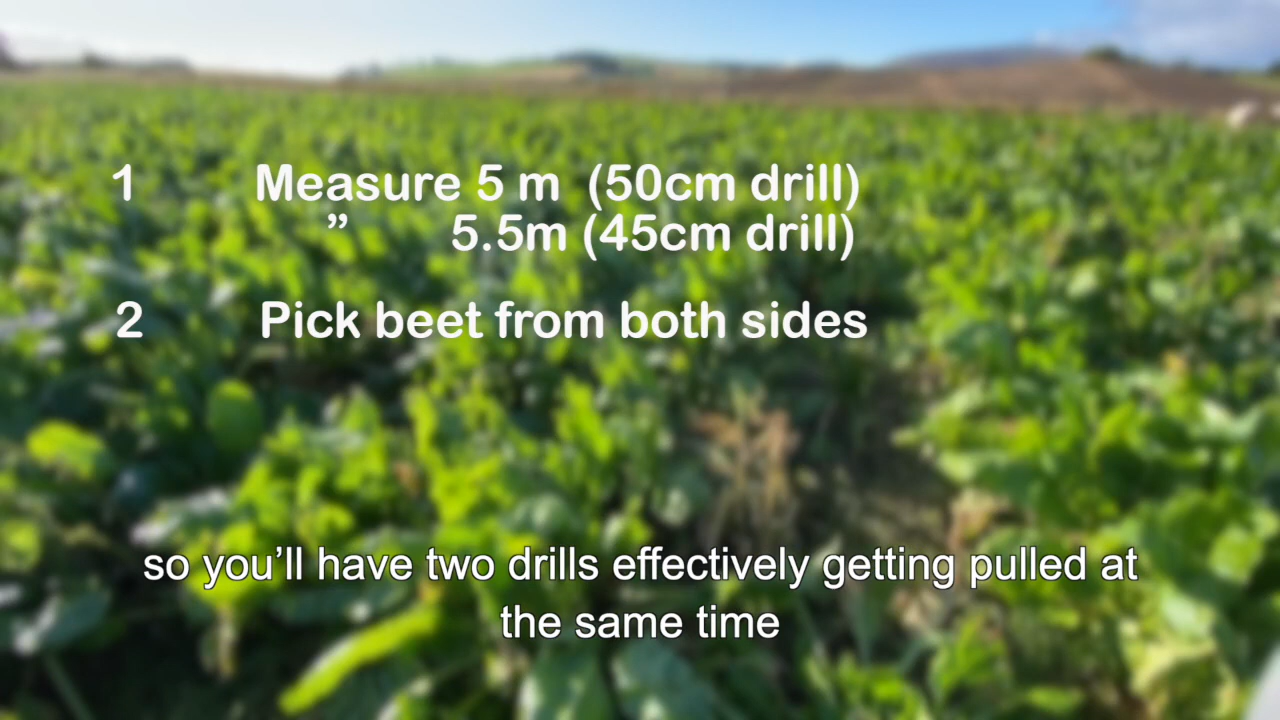 1 Measure 5 m (50cm drill)
” 5.5m (45cm drill)
2 Pick beet from both sides
so you’ll have two drills effectively getting pulled at
the same time